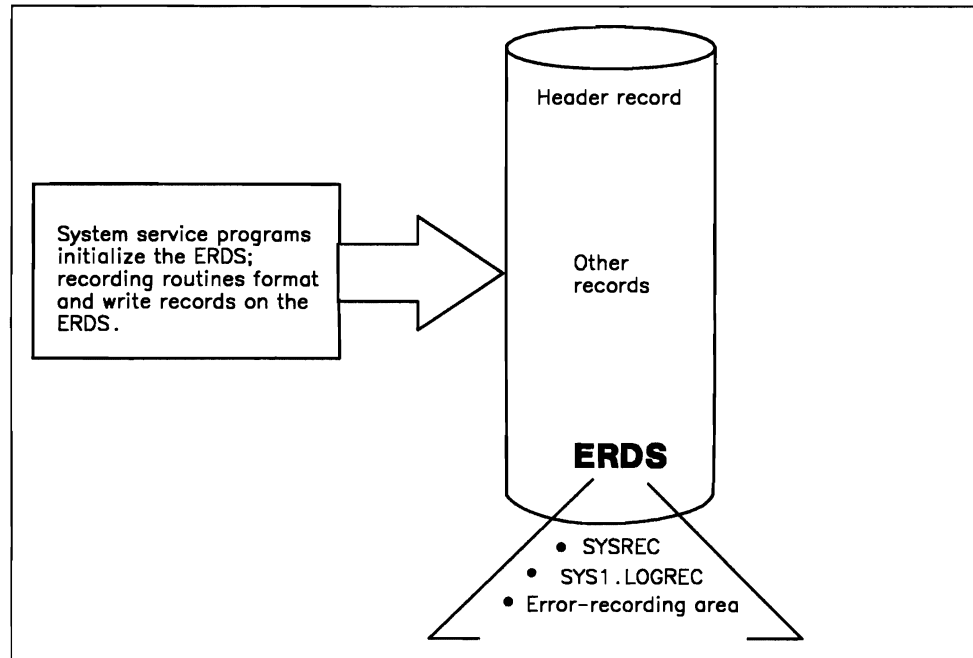 Header record
System service programs
initialize the ERDS;
recording routines format
and write records on the
ERDS.
Other
records
ERDS
• SYSREC
• SYS1.LOGREC
• Error-recording area